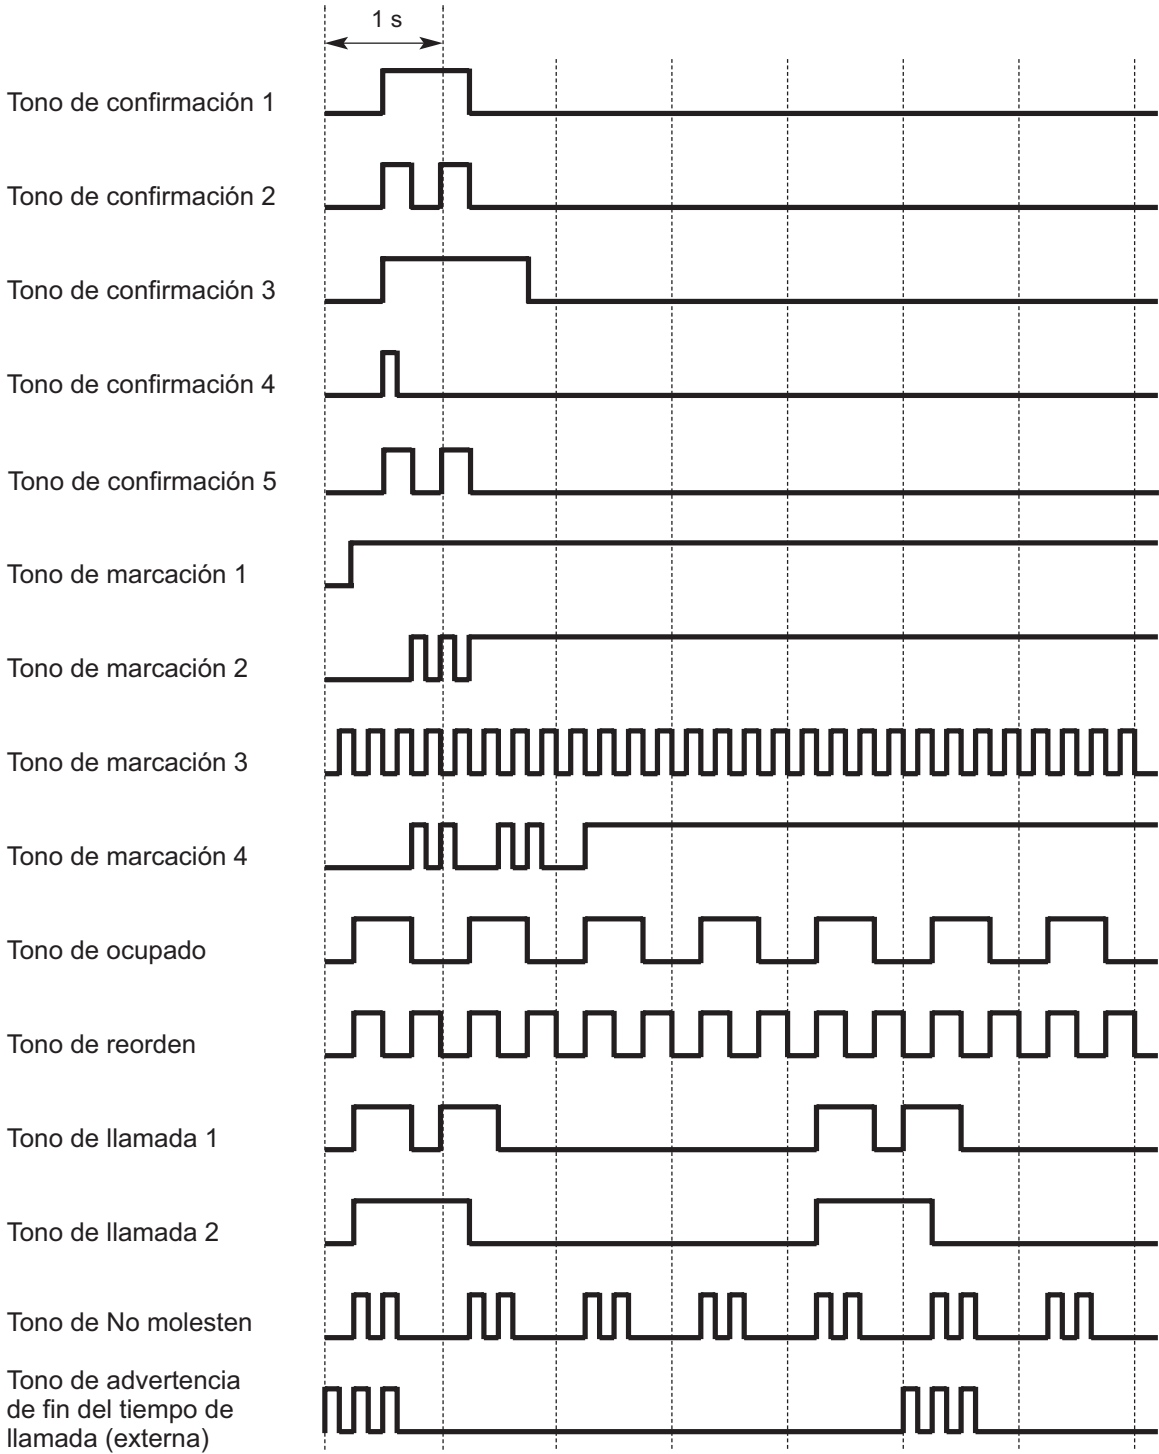 1 s
Tono de confirmación 1
Tono de confirmación 2
Tono de confirmación 3
Tono de confirmación 4
Tono de confirmación 5
Tono de marcación 1
Tono de marcación 2
Tono de marcación 3
Tono de marcación 4
Tono de ocupado
Tono de reorden
Tono de llamada 1
Tono de llamada 2
Tono de No molesten
Tono de advertencia
de fin del tiempo de
llamada (externa)